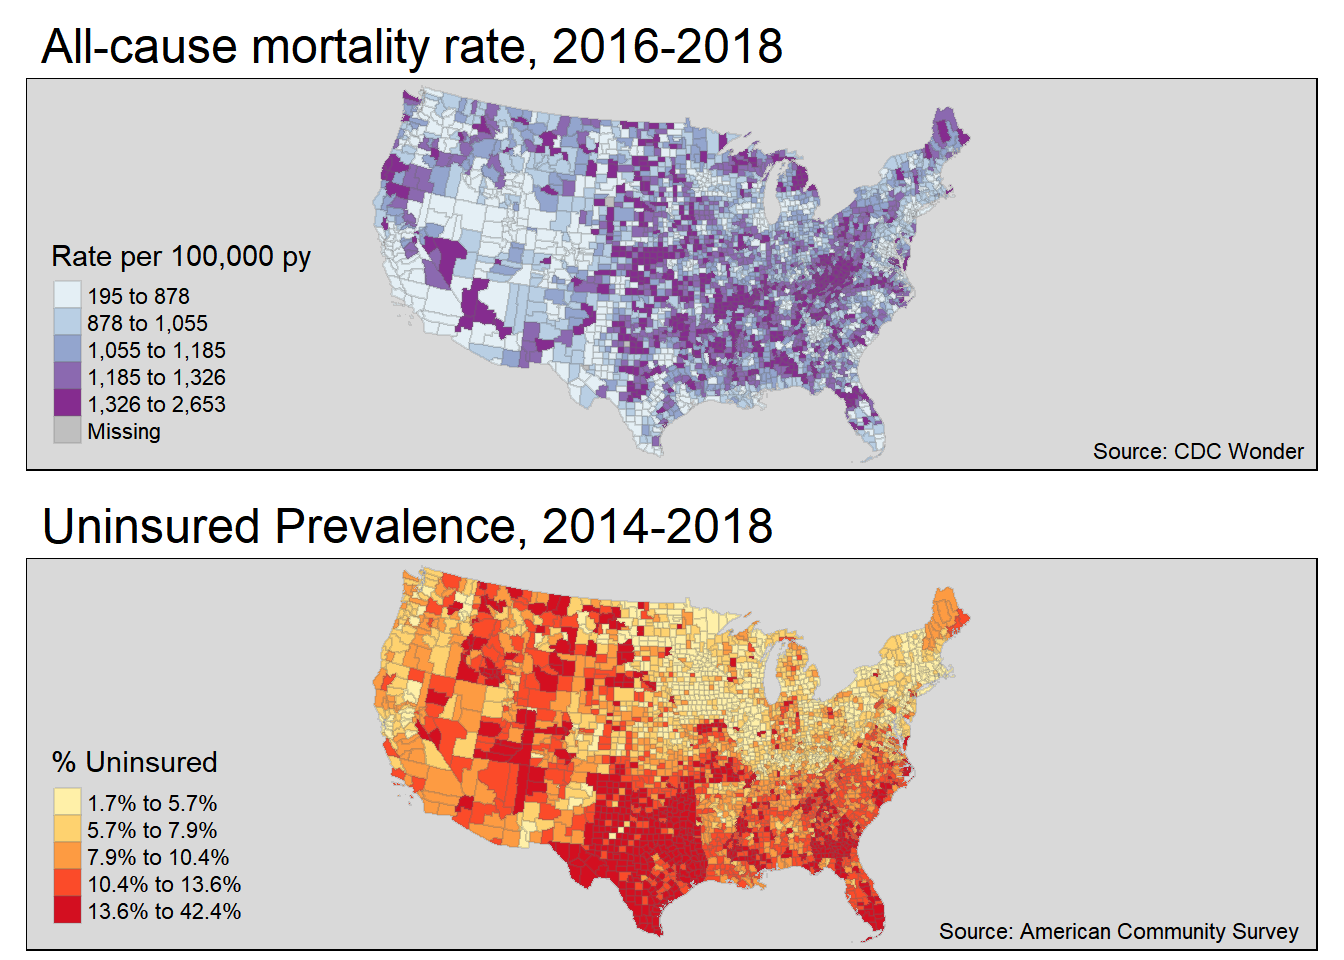 All-cause mortality rate, 2016-2018
Rate per 100,000 py
195 to 878
878 to 1,055
1,055 to 1,185
1,185 to 1,326
1,326 to 2,653
Missing
Source: CDC Wonder
Uninsured Prevalence, 2014-2018
% Uninsured
1.7% to 5.7%
5.7% to 7.9%
7.9% to 10.4%
10.4% to 13.6%
13.6% to 42.4%
Source: American Community Survey